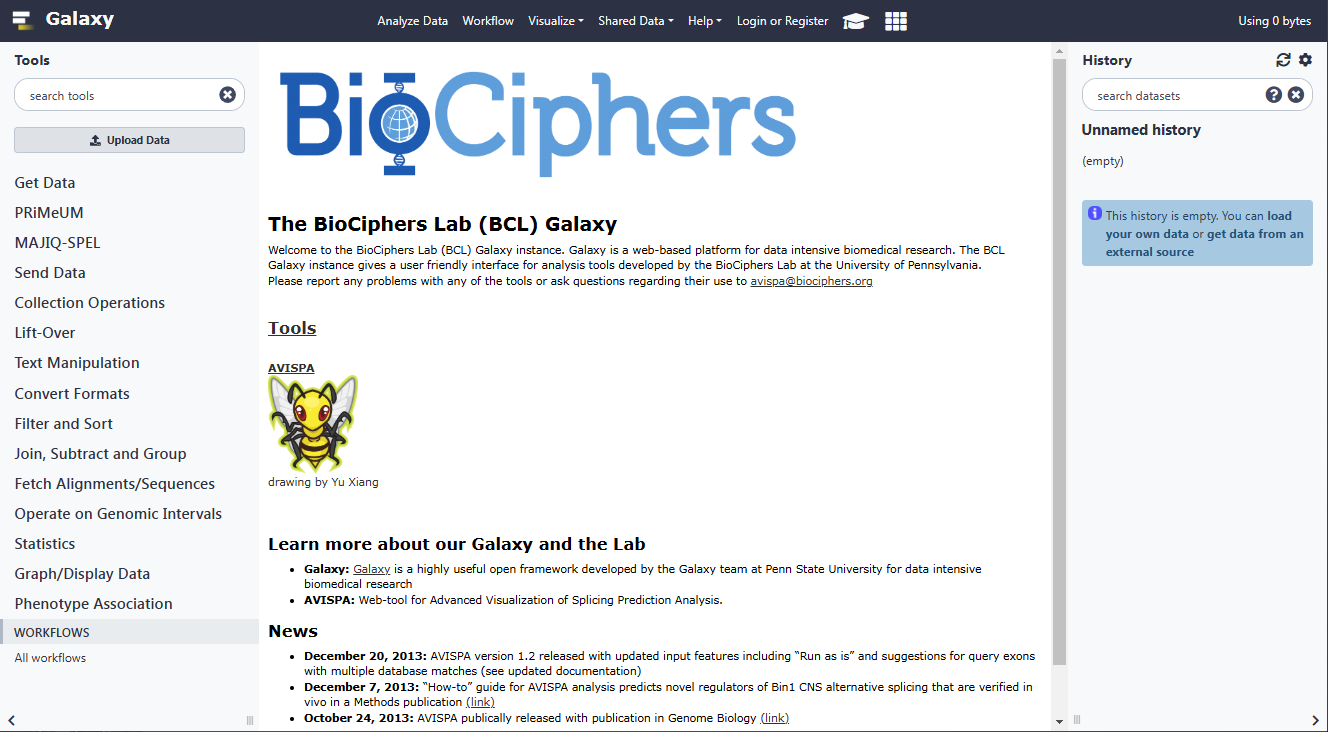 Galaxy
Analyze Data Workflow Visualize Shared Data Help Login or Register
Using 0 bytes
Tools
search tools
Upload Data
Get Data
PRiMeUM
MAJIQ-SPEL
Send Data
Collection Operations
Lift-Over
Text Manipulation
Convert Formats
Filter and Sort
Join, Subtract and Group
Fetch Alignments/Sequences
Operate on Genomic Intervals
Statistics
Graph/Display Data
Phenotype Association
WORKFLOWS
All workflows
BioCiphers
The BioCiphers Lab (BCL) Galaxy
Welcome to the BioCiphers Lab (BCL) Galaxy instance. Galaxy is a web-based platform for data intensive biomedical research. The BCL
Galaxy instance gives a user friendly interface for analysis tools developed by the BioCiphers Lab at the University of Pennsylvania.
Please report any problems with any of the tools or ask questions regarding their use to avispa@biociphers.org
Tools
AVISPA
drawing by Yu Xiang
Learn more about our Galaxy and the Lab
• Galaxy: Galaxy is a highly useful open framework developed by the Galaxy team at Penn State University for data intensive
biomedical research
• AVISPA: Web-tool for Advanced Visualization of Splicing Prediction Analysis.
News
• December 20, 2013: AVISPA version 1.2 released with updated input features including “Run as is” and suggestions for query exons
with multiple database matches (see updated documentation)
• December 7, 2013: “How-to” guide for AVISPA analysis predicts novel regulators of Bin1 CNS alternative splicing that are verified in
vivo in a Methods publication (link)
• October 24, 2013: AVISPA publically released with publication in Genome Biology (link)
History
search datasets
Unnamed history
(empty)
This history is empty. You can load
your own data or get data from an
external source